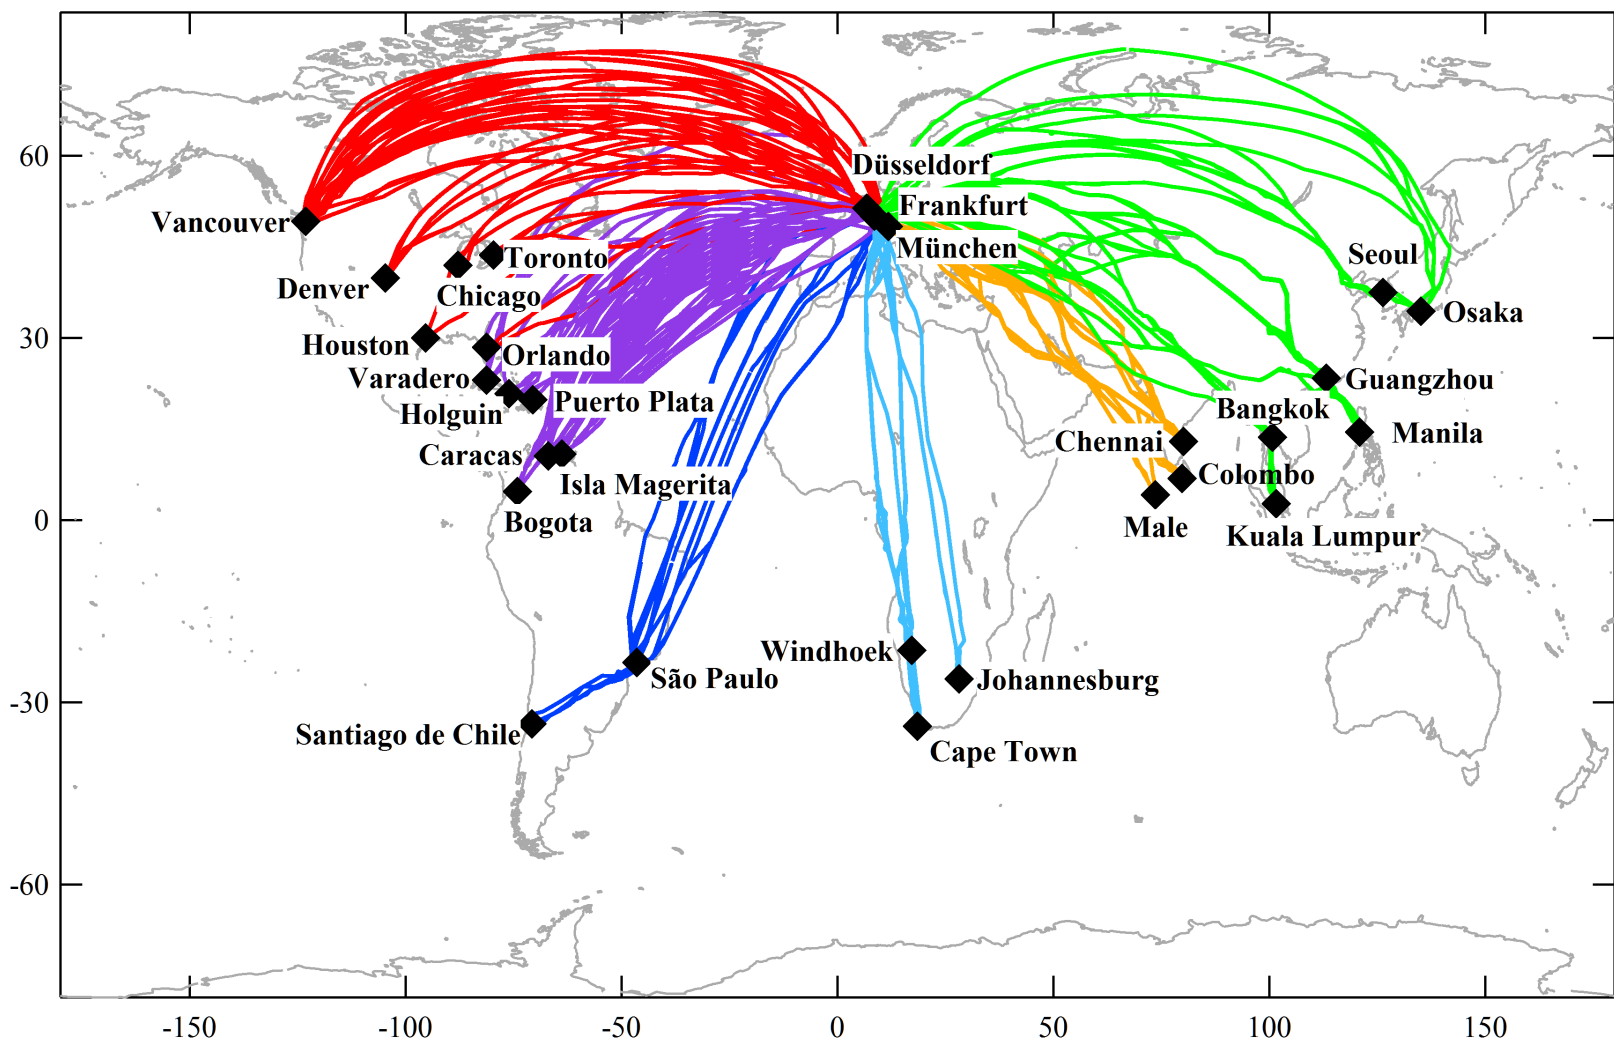 60
30
0
-30
-60
Düsseldorf
Frankfurt
München
Vancouver
Toronto
Denver
Chicago
Houston
Orlando
Varadero
Holguin
Puerto Plata
Caracas
Isla Magerita
Bogota
São Paulo
Santiago de Chile
Windhoek
Johannesburg
Cape Town
Seoul
Osaka
Guangzhou
Bangkok
Manila
Chennai
Colombo
Male
Kuala Lumpur
-150 -100 -50 0 50 100 150